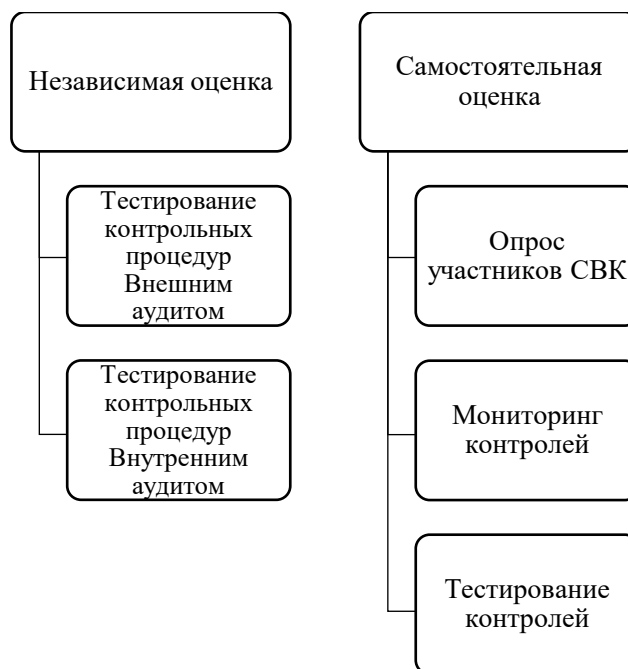 Независимая оценка
Тестирование
контрольных
процедур
Внешним
аудитом
Тестирование
контрольных
процедур
Внутренним
аудитом
Самостоятельная
оценка
Опрос
участников СВК
Мониторинг
контролей
Тестирование
контролей